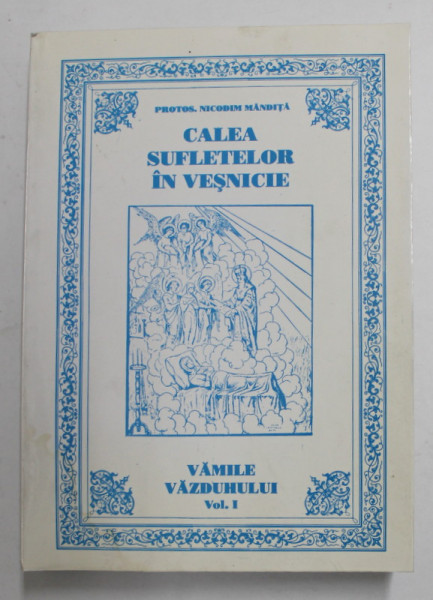 PROTOS. NICODIM MÂNDIȚĂ
CALEA
SUFLETELOR
ÎN VEȘNICIE
VĂMILE
VĂZDUHULUI
Vol. I